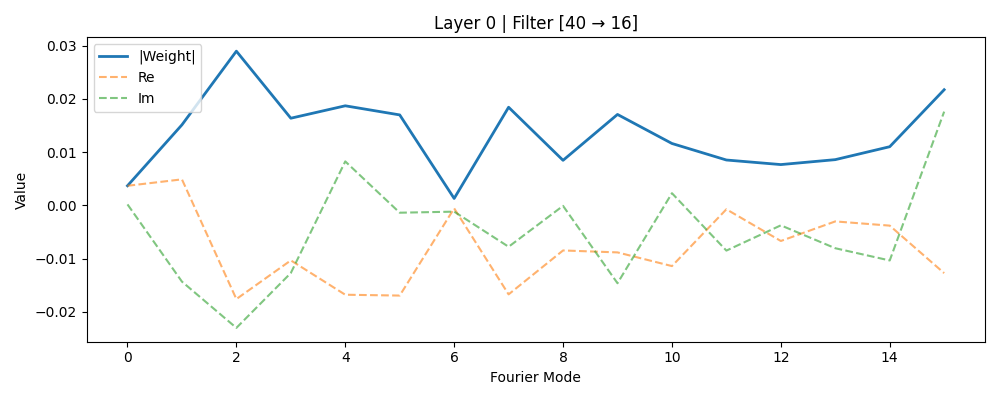 Layer 0 | Filter [40 → 16]
|Weight|
Re
Im
0.03
0.02
0.01
0.00
−0.01
−0.02
Value
0 2 4 6 8 10 12 14
Fourier Mode